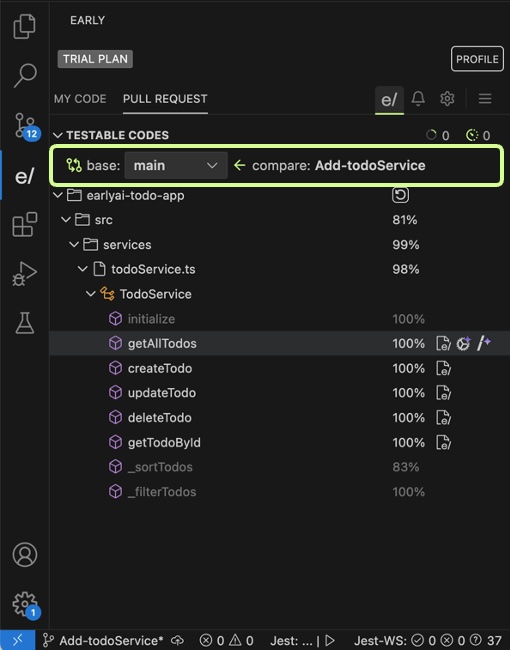 EARLY
TRIAL PLAN
PROFILE
MY CODE PULL REQUEST e/
TESTABLE CODES 0 0
12
base: main compare: Add-todoService
e/
earlyai-todo-app
src 81%
services 99%
todoService.ts 98%
TodoService
initialize 100%
getAllTodos 100%
createTodo 100%
updateTodo 100%
deleteTodo 100%
getTodoById 100%
_sortTodos 83%
_filterTodos 100%
1
Add-todoService* 0 0 Jest: ... | Jest-WS: 0 0 37